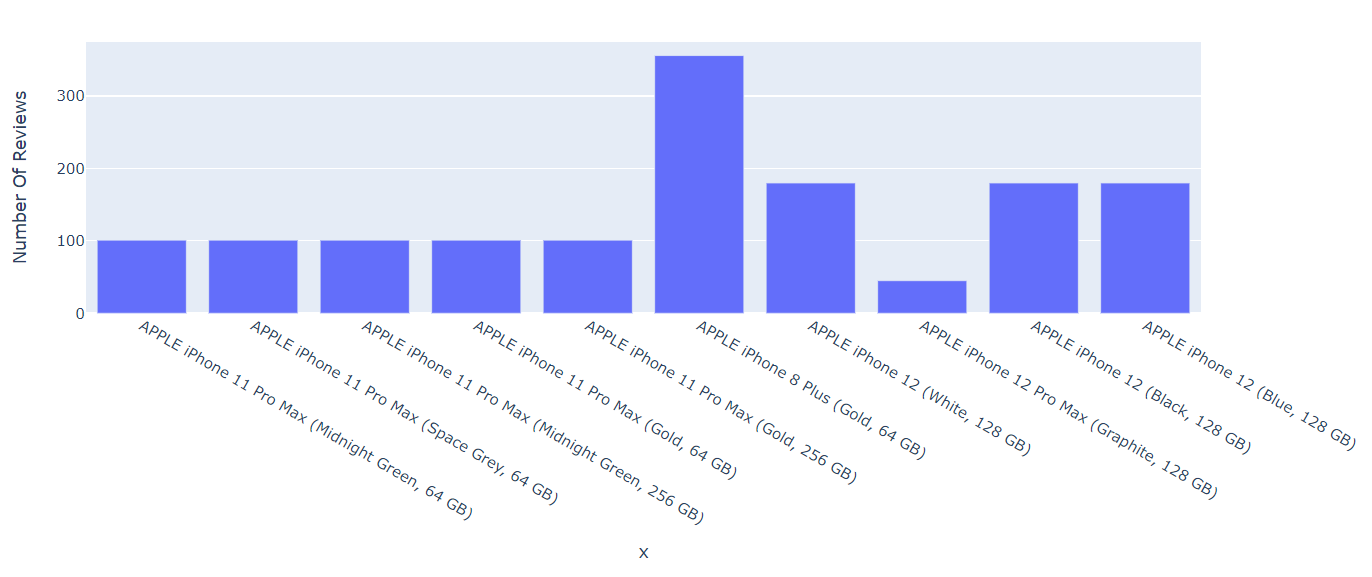 Number Of Reviews
300
200
100
0
APPLE iPhone 11 Pro Max (Midnight Green, 64 GB)
APPLE iPhone 11 Pro Max (Space Grey, 64 GB)
APPLE iPhone 11 Pro Max (Midnight Green, 256 GB)
APPLE iPhone 11 Pro Max (Gold, 64 GB)
APPLE iPhone 11 Pro Max (Gold, 256 GB)
APPLE iPhone 8 Plus (Gold, 64 GB)
APPLE iPhone 12 (White, 128 GB)
APPLE iPhone 12 Pro Max (Graphite, 128 GB)
APPLE iPhone 12 (Black, 128 GB)
APPLE iPhone 12 (Blue, 128 GB)
x